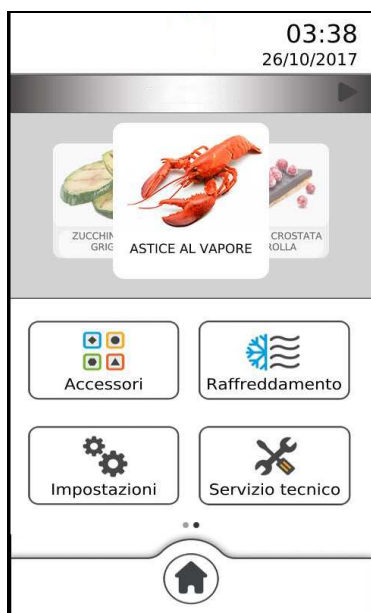 03:38
26/10/2017
ZUCCHIN
GRIG
ASTICE AL VAPORE
CROSTATA
ROLLA
Accessori
Raffreddamento
Impostazioni
Servizio tecnico